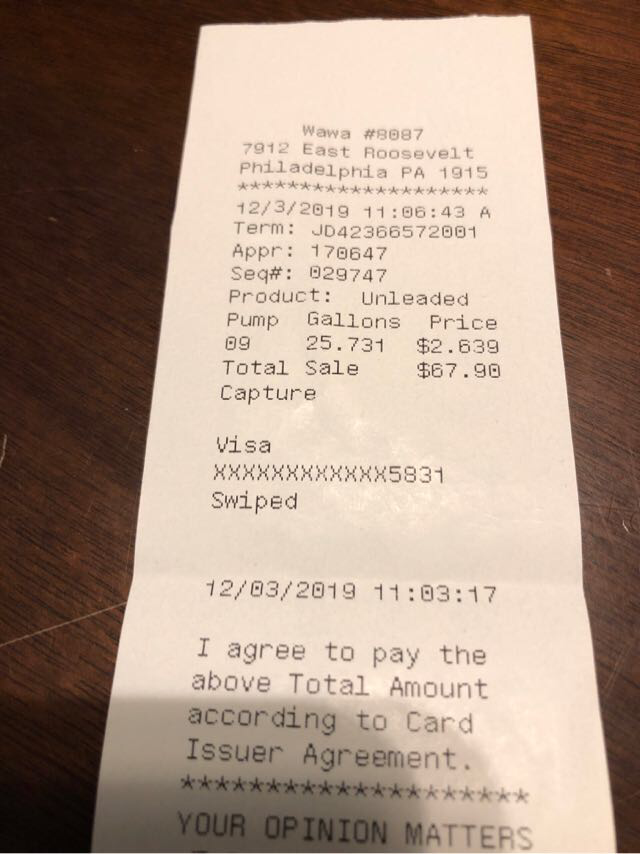 Wawa #8087
7912 East Roosevelt
Philadelphia PA 1915
*********************
12/3/2019 11:06:43 A
Term: JD42366572001
Appr: 170647
Seq#: 029747
Product: Unleaded
Pump Gallons Price
09 25.731 $2.639
Total Sale $67.90
Capture
Visa
XXXXXXXXXXXX5831
Swiped
12/03/2019 11:03:17
I agree to pay the
above Total Amount
according to Card
Issuer Agreement.
*********************
YOUR OPINION MATTERS